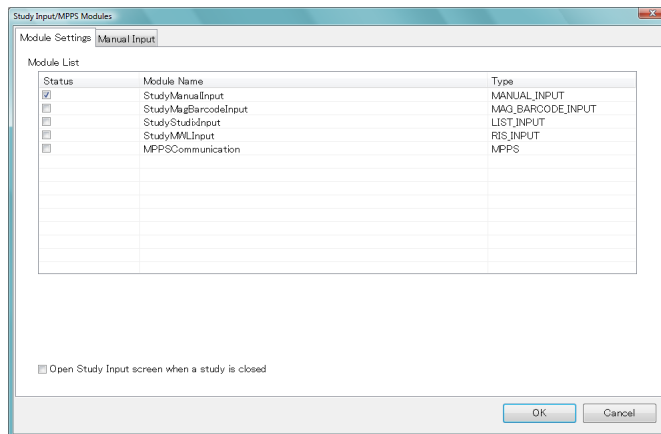 Study Input/MPPS Modules
Module Settings Manual Input
Module List
Status Module Name Type
StudyManualInput MANUAL_INPUT
StudyMagBarcodeInput MAG_BARCODE_INPUT
StudyStudixInput LIST_INPUT
StudyMWLInput RIS_INPUT
MPPSCommunication MPPS
Open Study Input screen when a study is closed
OK Cancel